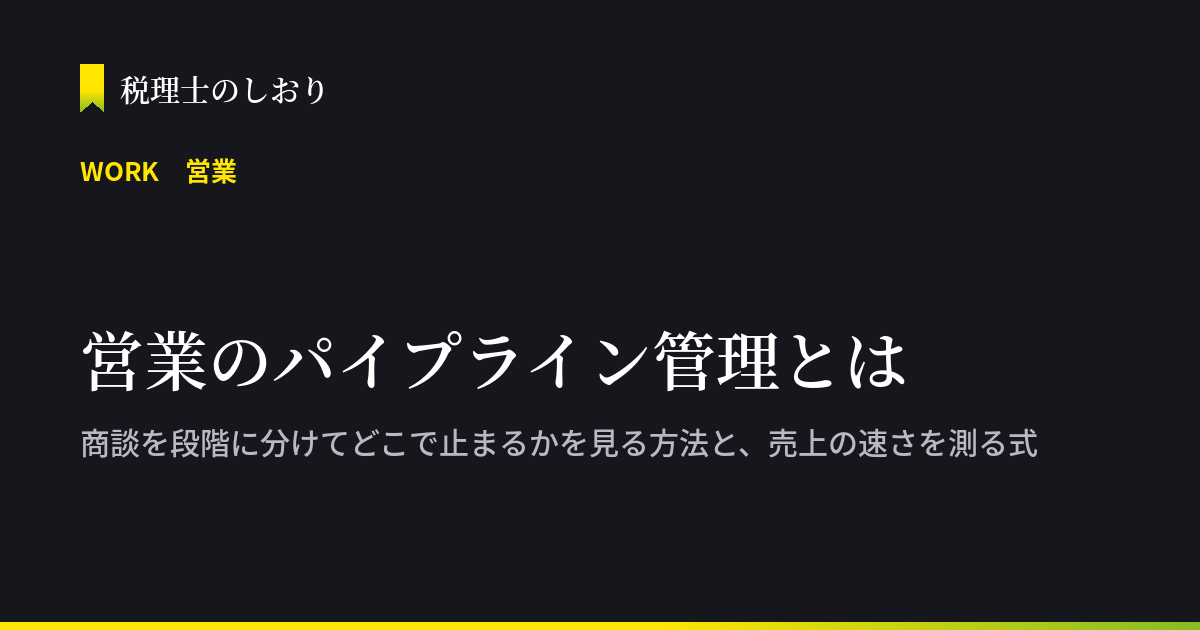 税理士のしおり
WORK　営業
営業のパイプライン管理とは
商談を段階に分けてどこで止まるかを見る方法と、売上の速さを測る式